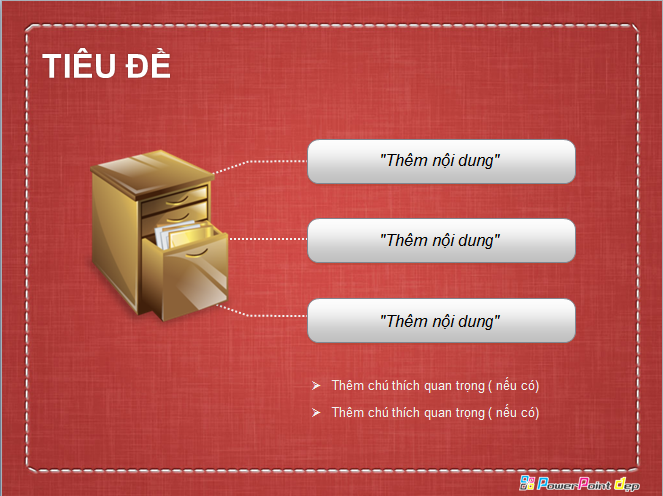 TIÊU ĐỀ
"Thêm nội dung"
"Thêm nội dung"
"Thêm nội dung"
Thêm chú thích quan trọng ( nếu có)
Thêm chú thích quan trọng ( nếu có)
PowerPoint đẹp